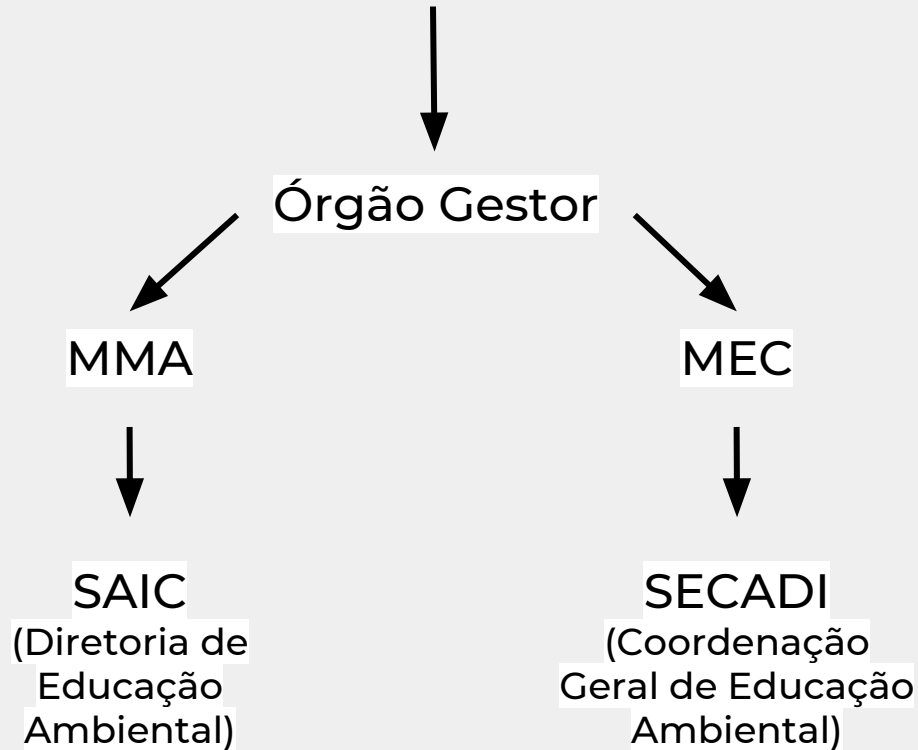 Órgão Gestor
MMA
MEC
SAIC
(Diretoria de
Educação
Ambiental)
SECADI
(Coordenação
Geral de Educação
Ambiental)